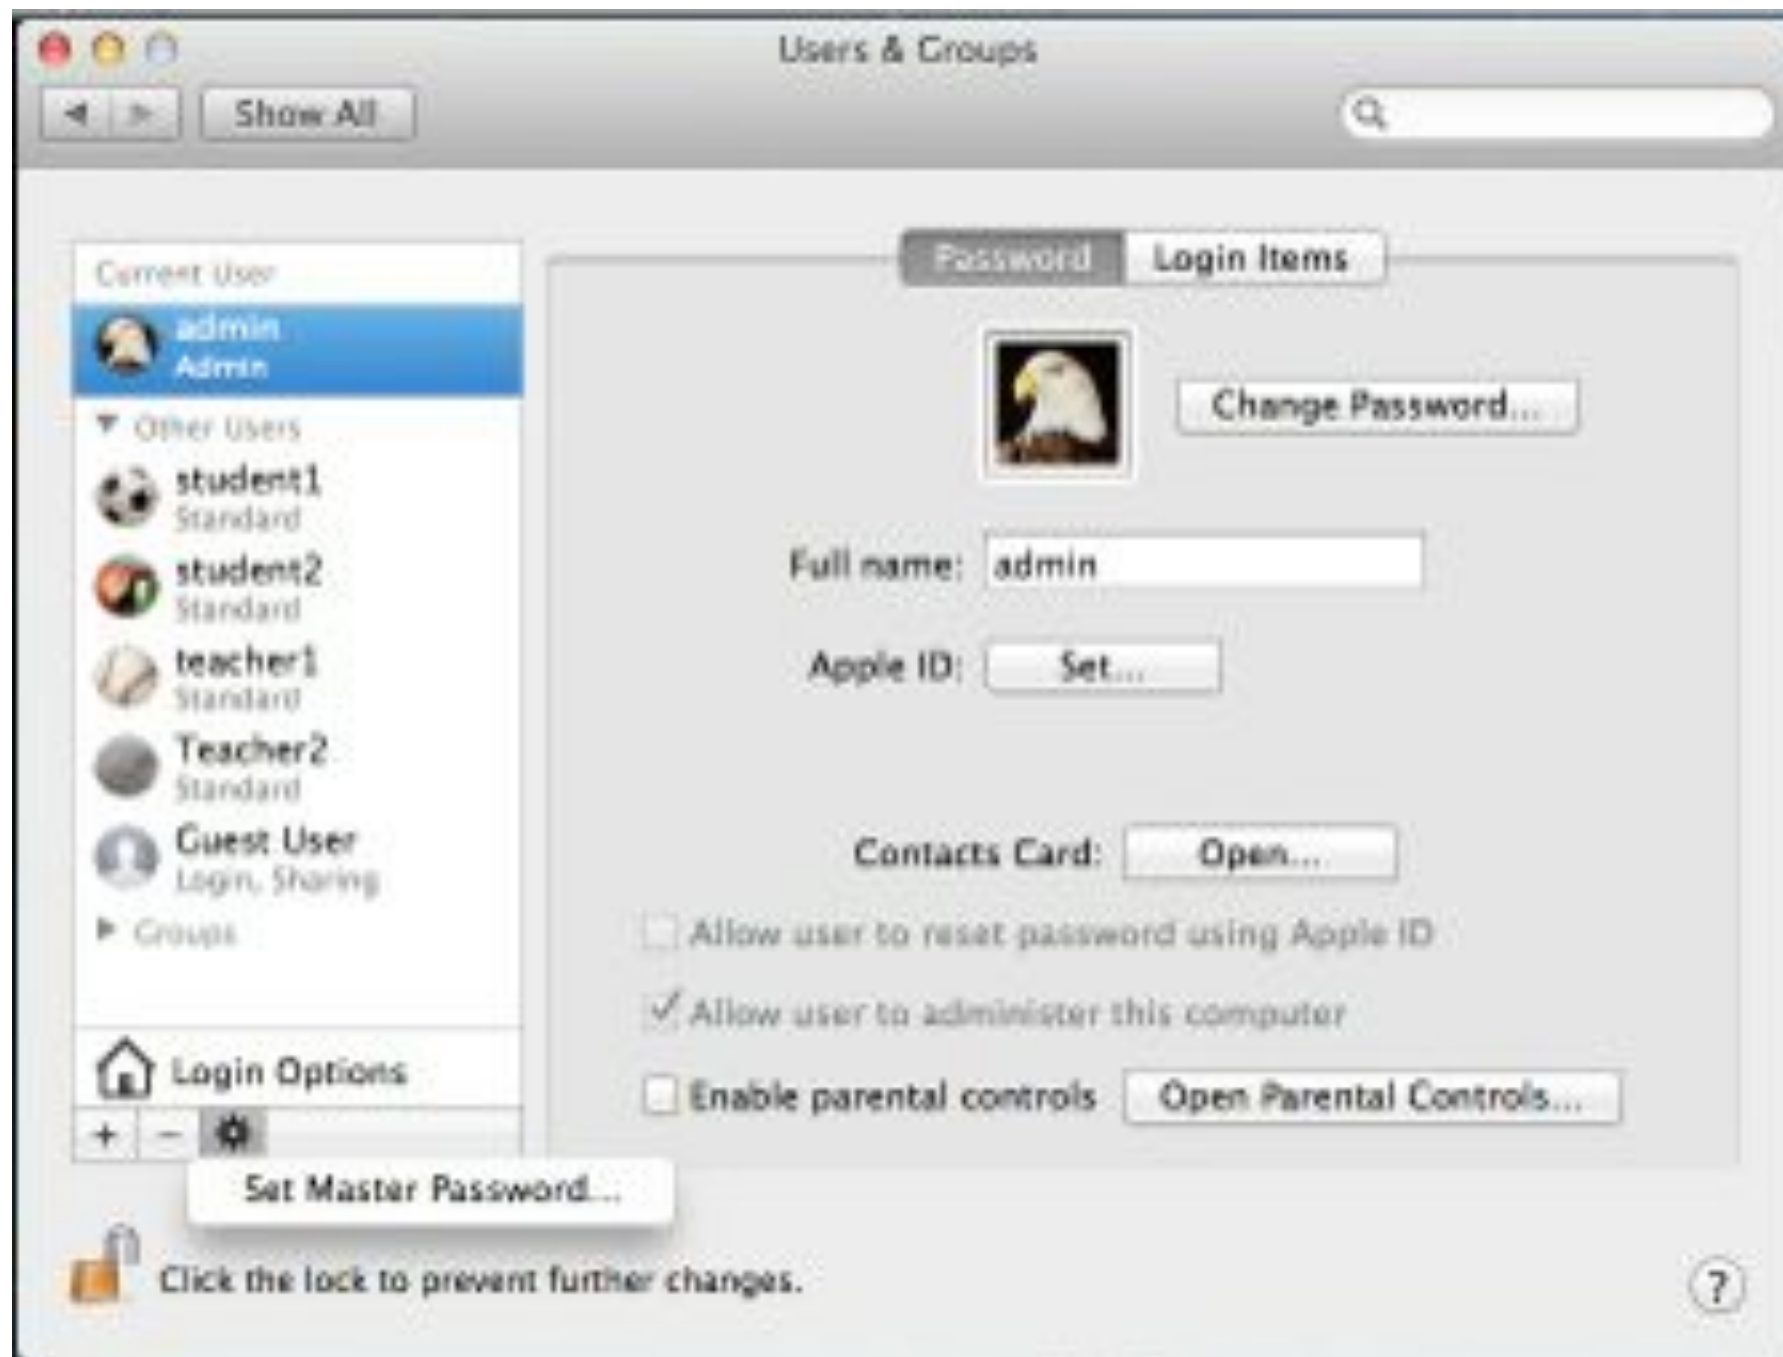 Users & Groups
Show All
Password
Login Items
Current User
admin
Admin
Other Users
student1
Standard
student2
Standard
teacher1
Standard
Teacher2
Standard
Guest User
Login, Sharing
Groups
Login Options
+ −
Set Master Password...
Change Password...
Full name: admin
Apple ID: Set...
Contacts Card: Open...
Allow user to reset password using Apple ID
Allow user to administer this computer
Enable parental controls Open Parental Controls...
Click the lock to prevent further changes.
?